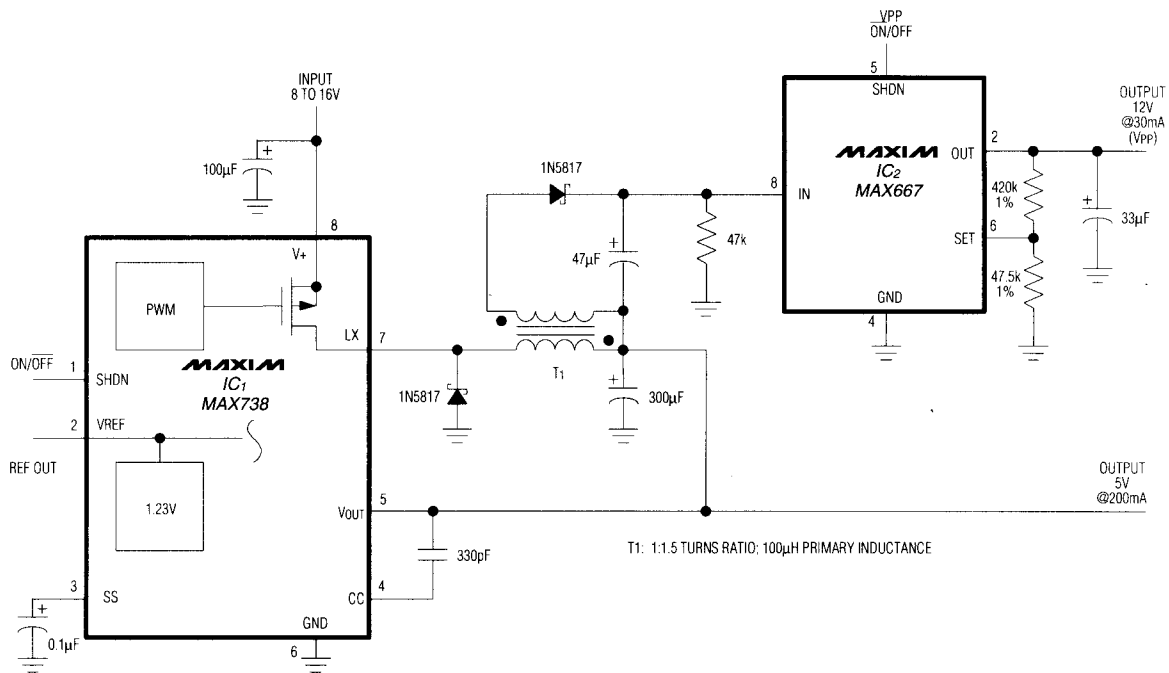 VPP
ON/OFF
5
SHDN
INPUT
8 TO 16V
OUTPUT
12V
@30mA
(VPP)
100µF
8
V+
PWM
LX
7
MAXIM
IC1
MAX738
ON/OFF
1
SHDN
2
VREF
REF OUT
1.23V
3
SS
0.1µF
GND
6
VOUT
5
CC
4
330pF
1N5817
1N5817
47µF
47k
T1
300µF
MAXIM
IC2
MAX667
8
IN
OUT
2
SET
6
GND
4
420k
1%
47.5k
1%
33µF
OUTPUT
5V
@200mA
T1: 1:1.5 TURNS RATIO; 100µH PRIMARY INDUCTANCE